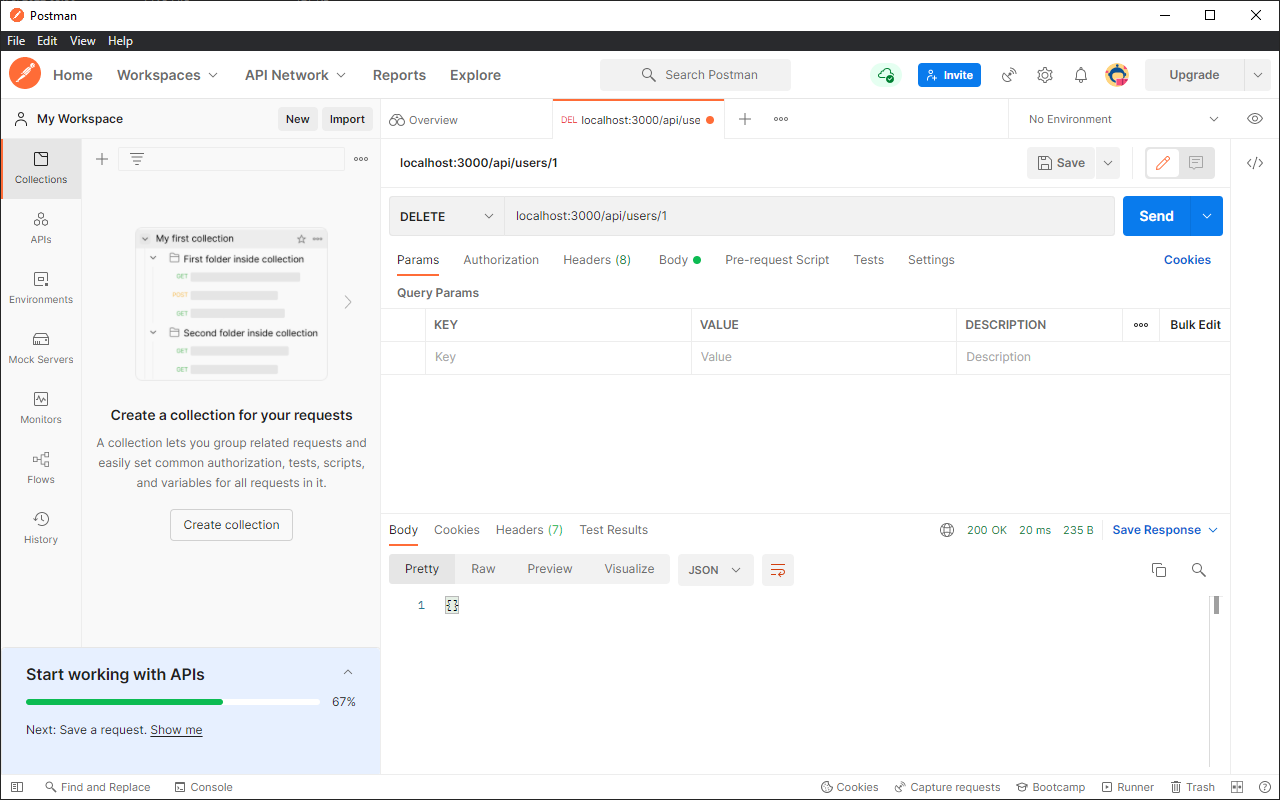 Postman
File Edit View Help
Home Workspaces API Network Reports Explore Search Postman Invite Upgrade
My Workspace New Import Overview DEL localhost:3000/api/use No Environment
Collections
APIs
Environments
Mock Servers
Monitors
Flows
History
My first collection
First folder inside collection
GET
POST
GET
Second folder inside collection
GET
GET
Create a collection for your requests
A collection lets you group related requests and
easily set common authorization, tests, scripts,
and variables for all requests in it.
Create collection
Start working with APIs
67%
Next: Save a request. Show me
localhost:3000/api/users/1 Save
DELETE localhost:3000/api/users/1 Send
Params Authorization Headers (8) Body Pre-request Script Tests Settings Cookies
Query Params
KEY VALUE DESCRIPTION Bulk Edit
Key Value Description
Body Cookies Headers (7) Test Results 200 OK 20 ms 235 B Save Response
Pretty Raw Preview Visualize JSON
1 {}
Find and Replace Console Cookies Capture requests Bootcamp Runner Trash